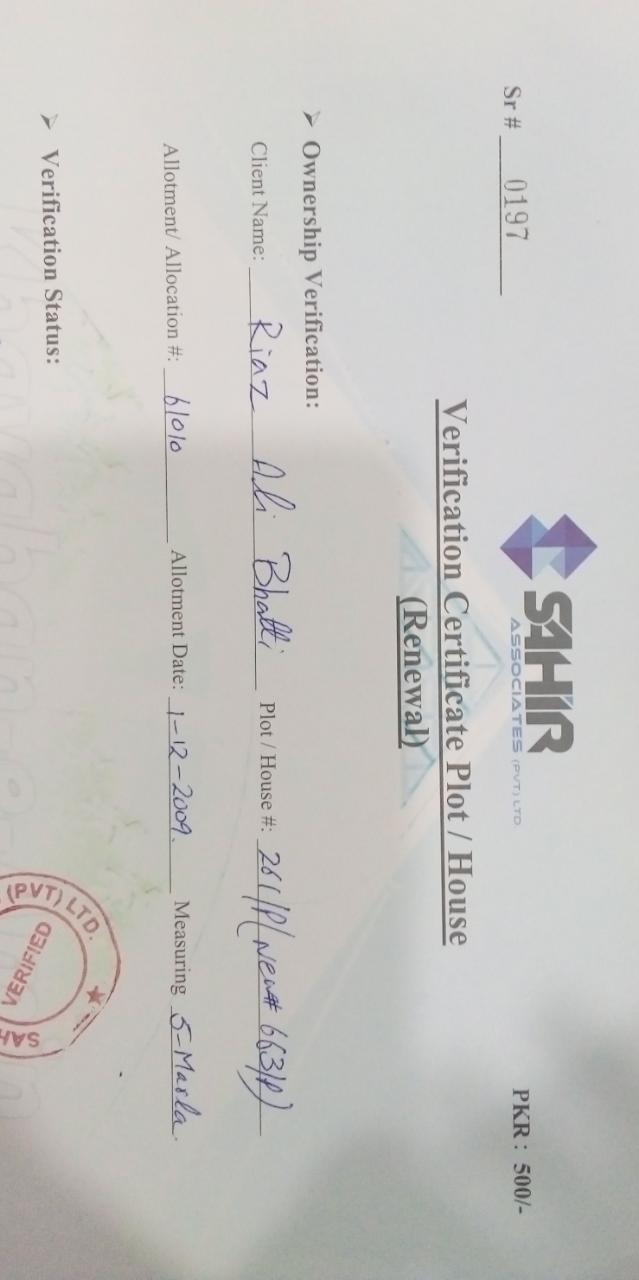 SAHIR
ASSOCIATES (PVT) LTD
Sr # 0197
PKR : 500/-
Verification Certificate Plot / House
(Renewal)
➤ Ownership Verification:
Client Name: Riaz Ali Bhatti Plot / House #: 261/P(New# 663/P)
Allotment/ Allocation #: 61010 Allotment Date: 1-12-2009. Measuring 5-Marla.
➤ Verification Status:
(PVT) LTD. ★ SAH
VERIFIED